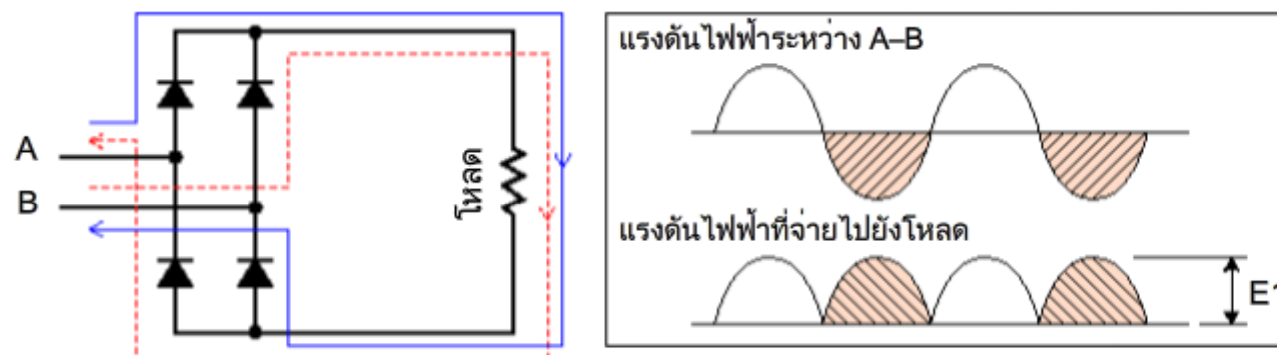 A
B
โหลด
แรงดันไฟฟ้าระหว่าง A–B
แรงดันไฟฟ้าที่จ่ายไปยังโหลด
E1